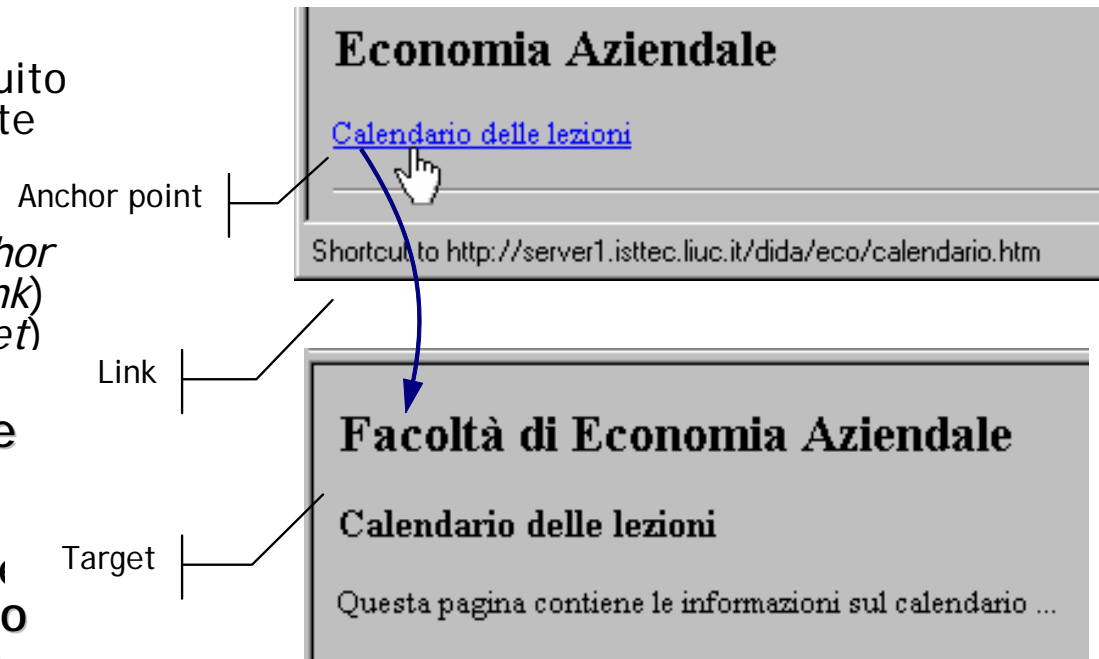 Economia Aziendale
Calendario delle lezioni
Anchor point
Shortcut to http://server1.isttec.liuc.it/dida/eco/calendario.htm
Link
Facoltà di Economia Aziendale
Calendario delle lezioni
Target
Questa pagina contiene le informazioni sul calendario ...